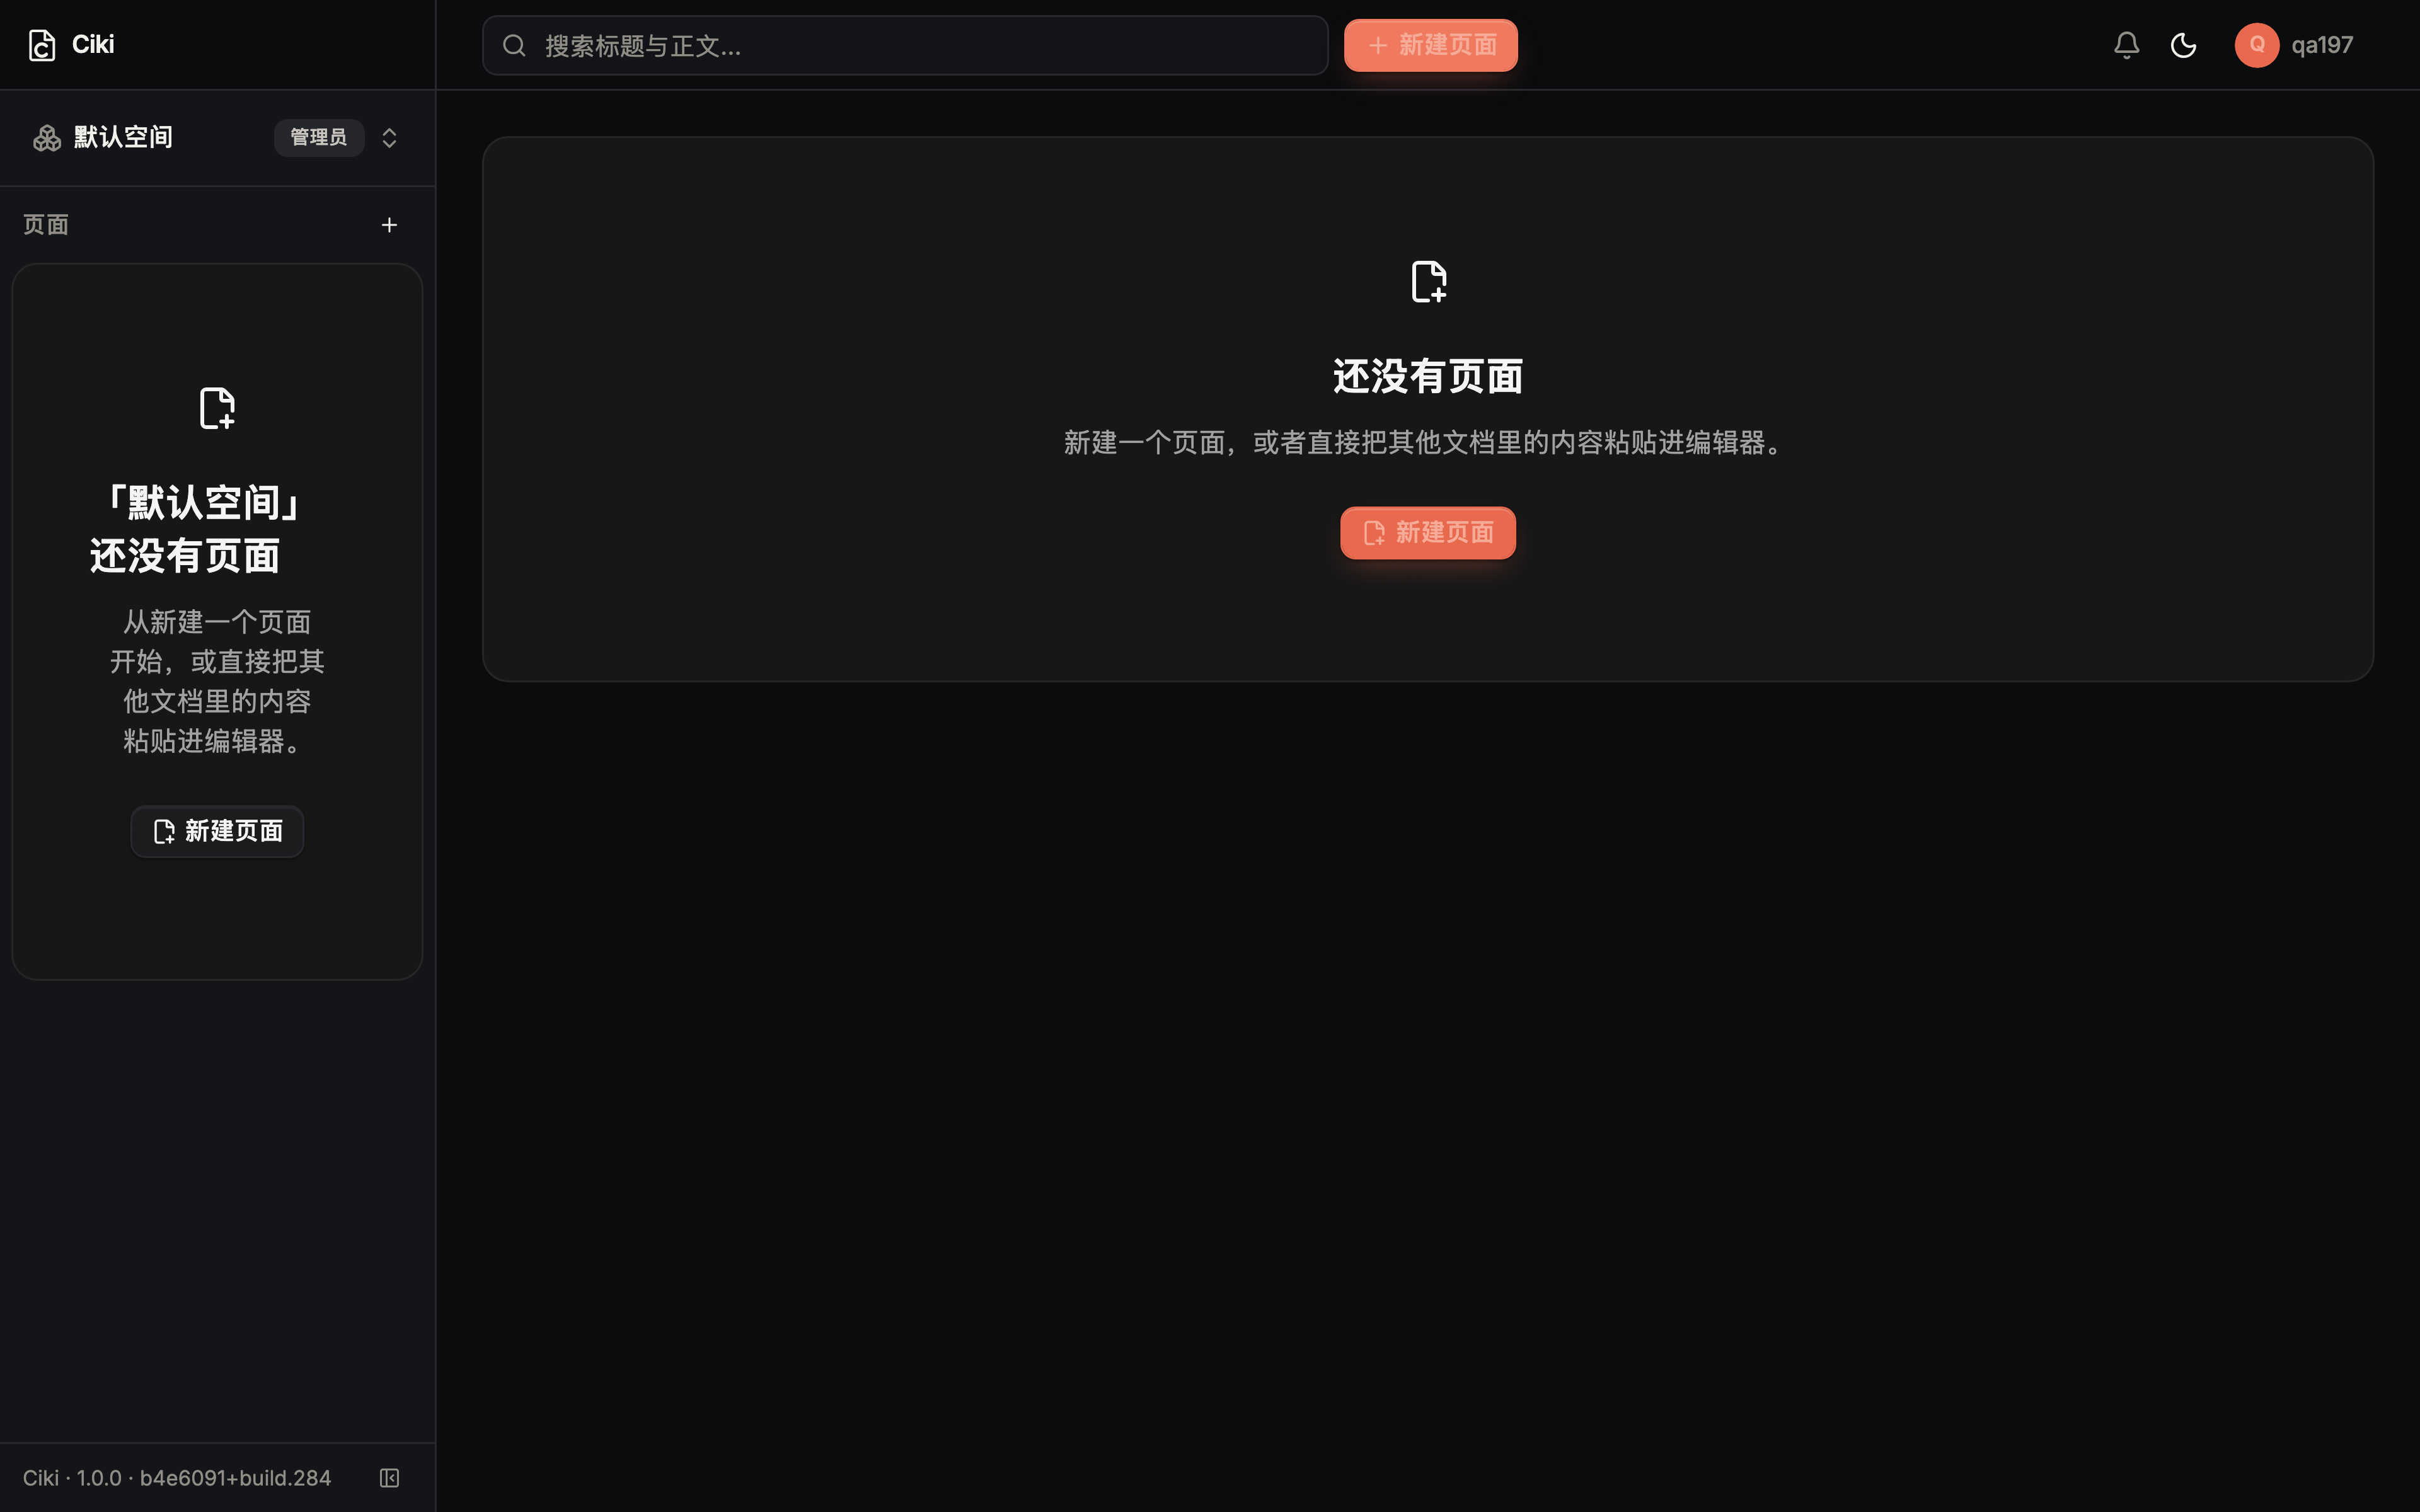 Ciki
搜索标题与正文...
新建页面
Q
qa197
默认空间
管理员
页面
「默认空间」
还没有页面
从新建一个页面
开始，或直接把其
他文档里的内容
粘贴进编辑器。
新建页面
还没有页面
新建一个页面，或者直接把其他文档里的内容粘贴进编辑器。
新建页面
Ciki · 1.0.0 · b4e6091+build.284